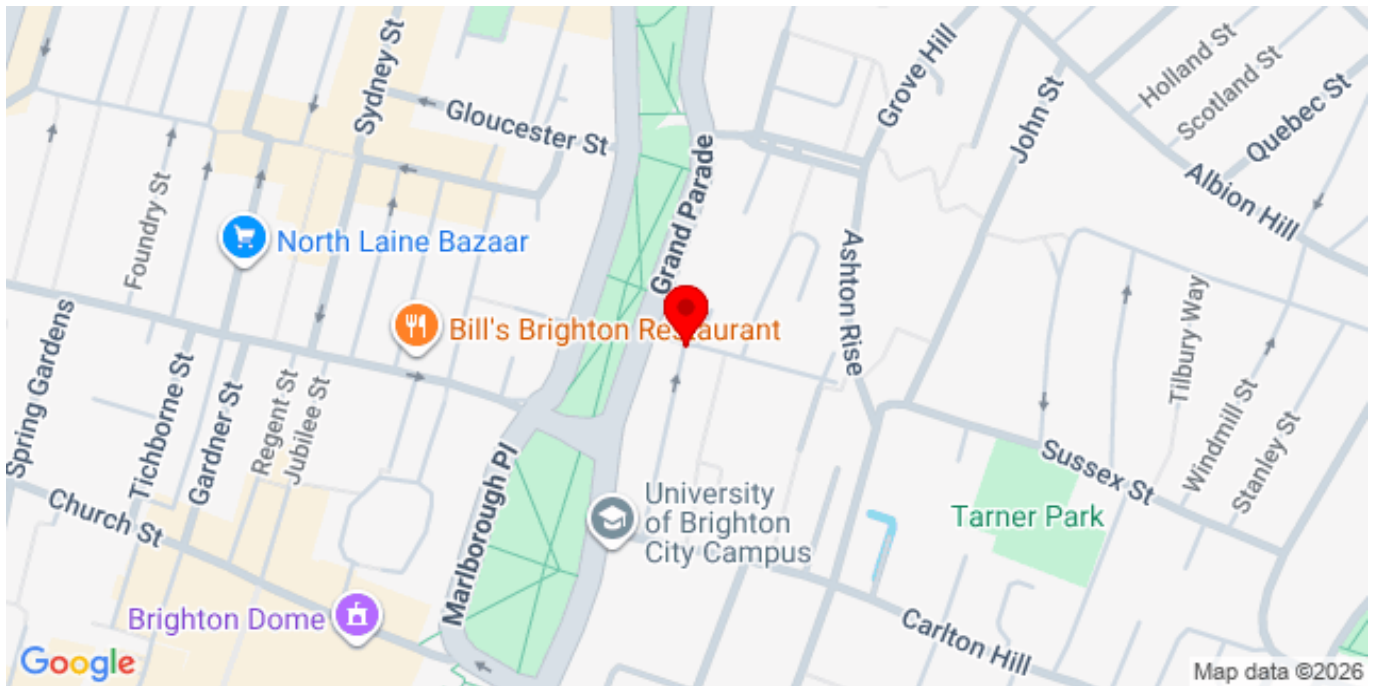 Sydney St
Gloucester St
Foundry St
North Laine Bazaar
Grand Parade
Grove Hill
John St
Holland St
Scotland St
Quebec St
Albion Hill
Ashton Rise
Bill's Brighton Restaurant
Spring Gardens
Tichborne St
Gardner St
Regent St
Jubilee St
Tilbury Way
Windmill St
Stanley St
Sussex St
Church St
Marlborough Pl
University
of Brighton
City Campus
Tarner Park
Brighton Dome
Carlton Hill
Google
Map data ©2026